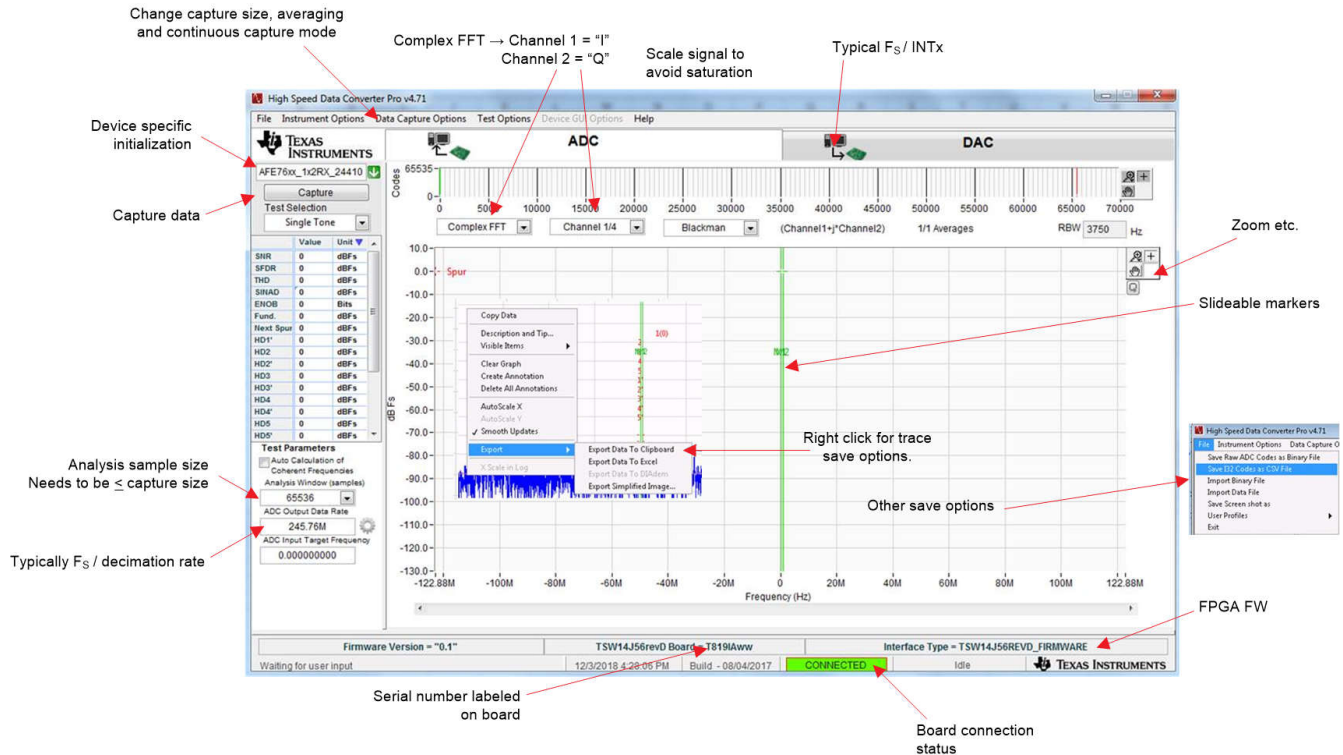 Change capture size, averaging
and continuous capture mode
Complex FFT → Channel 1 = “I”
Channel 2 = “Q”
Scale signal to
avoid saturation
Typical FS / INTx
Device specific
initialization
Capture data
Analysis sample size
Needs to be ≤ capture size
Typically FS / decimation rate
Serial number labeled
on board
Board connection
status
FPGA FW
Other save options
Right click for trace
save options.
Slideable markers
Zoom etc.
High Speed Data Converter Pro v4.71
File Instrument Options Data Capture Options Test Options Device GUI Options Help
TEXAS
INSTRUMENTS
ADC
DAC
AFE76xx_1x2RX_24410
Capture
Test Selection
Single Tone
Value Unit
SNR 0 dBFs
SFDR 0 dBFs
THD 0 dBFs
SINAD 0 dBFs
ENOB 0 Bits
Fund. 0 dBFs
Next Spur 0 dBFs
HD1' 0 dBFs
HD2 0 dBFs
HD2' 0 dBFs
HD3 0 dBFs
HD3' 0 dBFs
HD4 0 dBFs
HD4' 0 dBFs
HD5 0 dBFs
HD5' 0 dBFs
Test Parameters
Auto Calculation of
Coherent Frequencies
Analysis Window (samples)
65536
ADC Output Data Rate
245.76M
ADC Input Target Frequency
0.000000000
Codes
65535
0
0 5000 10000 15000 20000 25000 30000 35000 40000 45000 50000 55000 60000 65000 70000
Complex FFT Channel 1/4 Blackman (Channel1+j*Channel2) 1/1 Averages RBW 3750 Hz
dBFs
10.0
0.0
-10.0
-20.0
-30.0
-40.0
-50.0
-60.0
-70.0
-80.0
-90.0
-100.0
-110.0
-120.0
-130.0
Spur
-122.88M -100M -80M -60M -40M -20M 0 20M 40M 60M 80M 100M 122.88M
Frequency (Hz)
Copy Data
Description and Tip...
Visible Items
Clear Graph
Create Annotation
Delete All Annotations
AutoScale X
AutoScale Y
✓ Smooth Updates
Export
X Scale in Log
Export Data To Clipboard
Export Data To Excel
Export Data To DIAdem
Export Simplified Image...
1(0)
Firmware Version = "0.1"
TSW14J56revD Board = T819IAww
Interface Type = TSW14J56REVD_FIRMWARE
Waiting for user input
12/3/2018 4:28:06 PM
Build - 08/04/2017
CONNECTED
Idle
TEXAS INSTRUMENTS
High Speed Data Converter Pro v4.71
File Instrument Options Data Capture O
Save Raw ADC Codes as Binary File
Save I32 Codes as CSV File
Import Binary File
Import Data File
Save Screen shot as
User Profiles
Exit